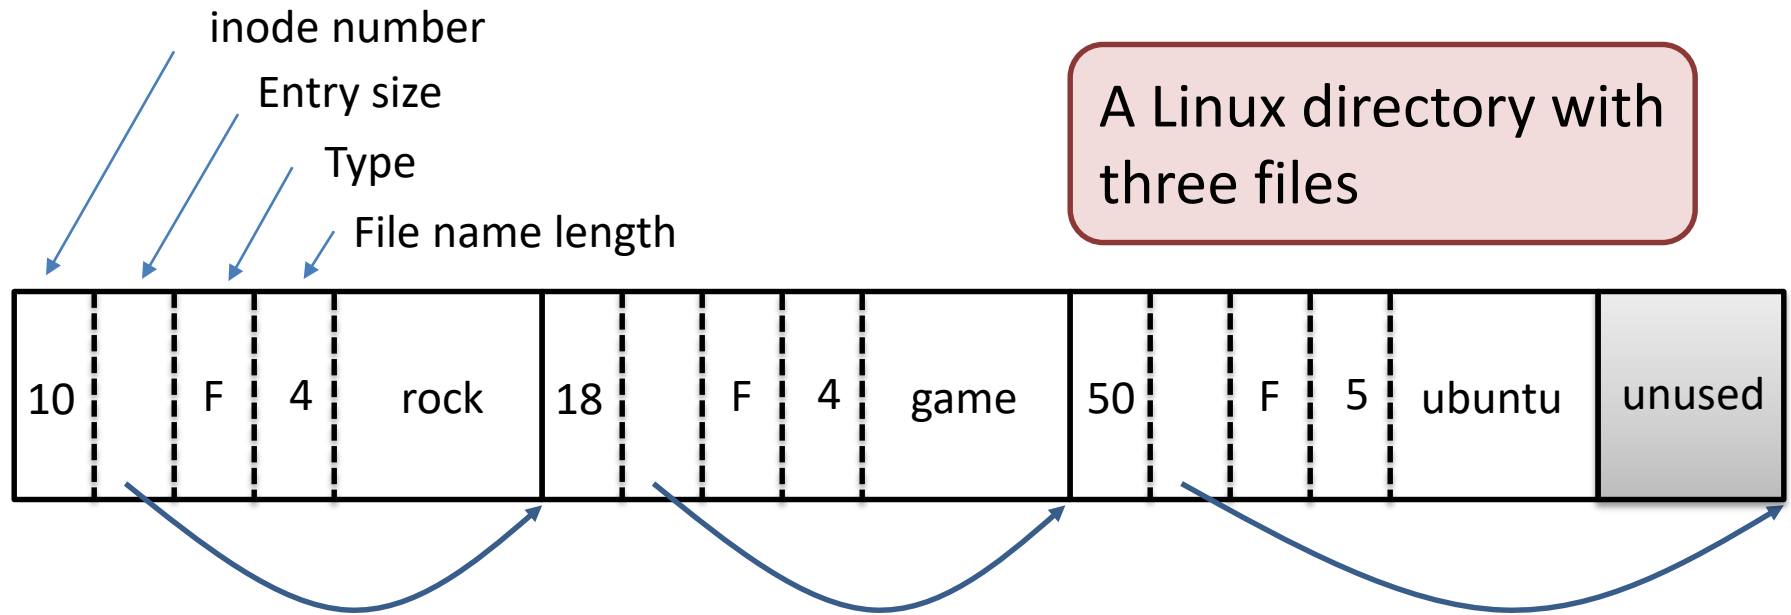 inode number
Entry size
Type
File name length
A Linux directory with
three files
10 F 4 rock 18 F 4 game 50 F 5 ubuntu unused